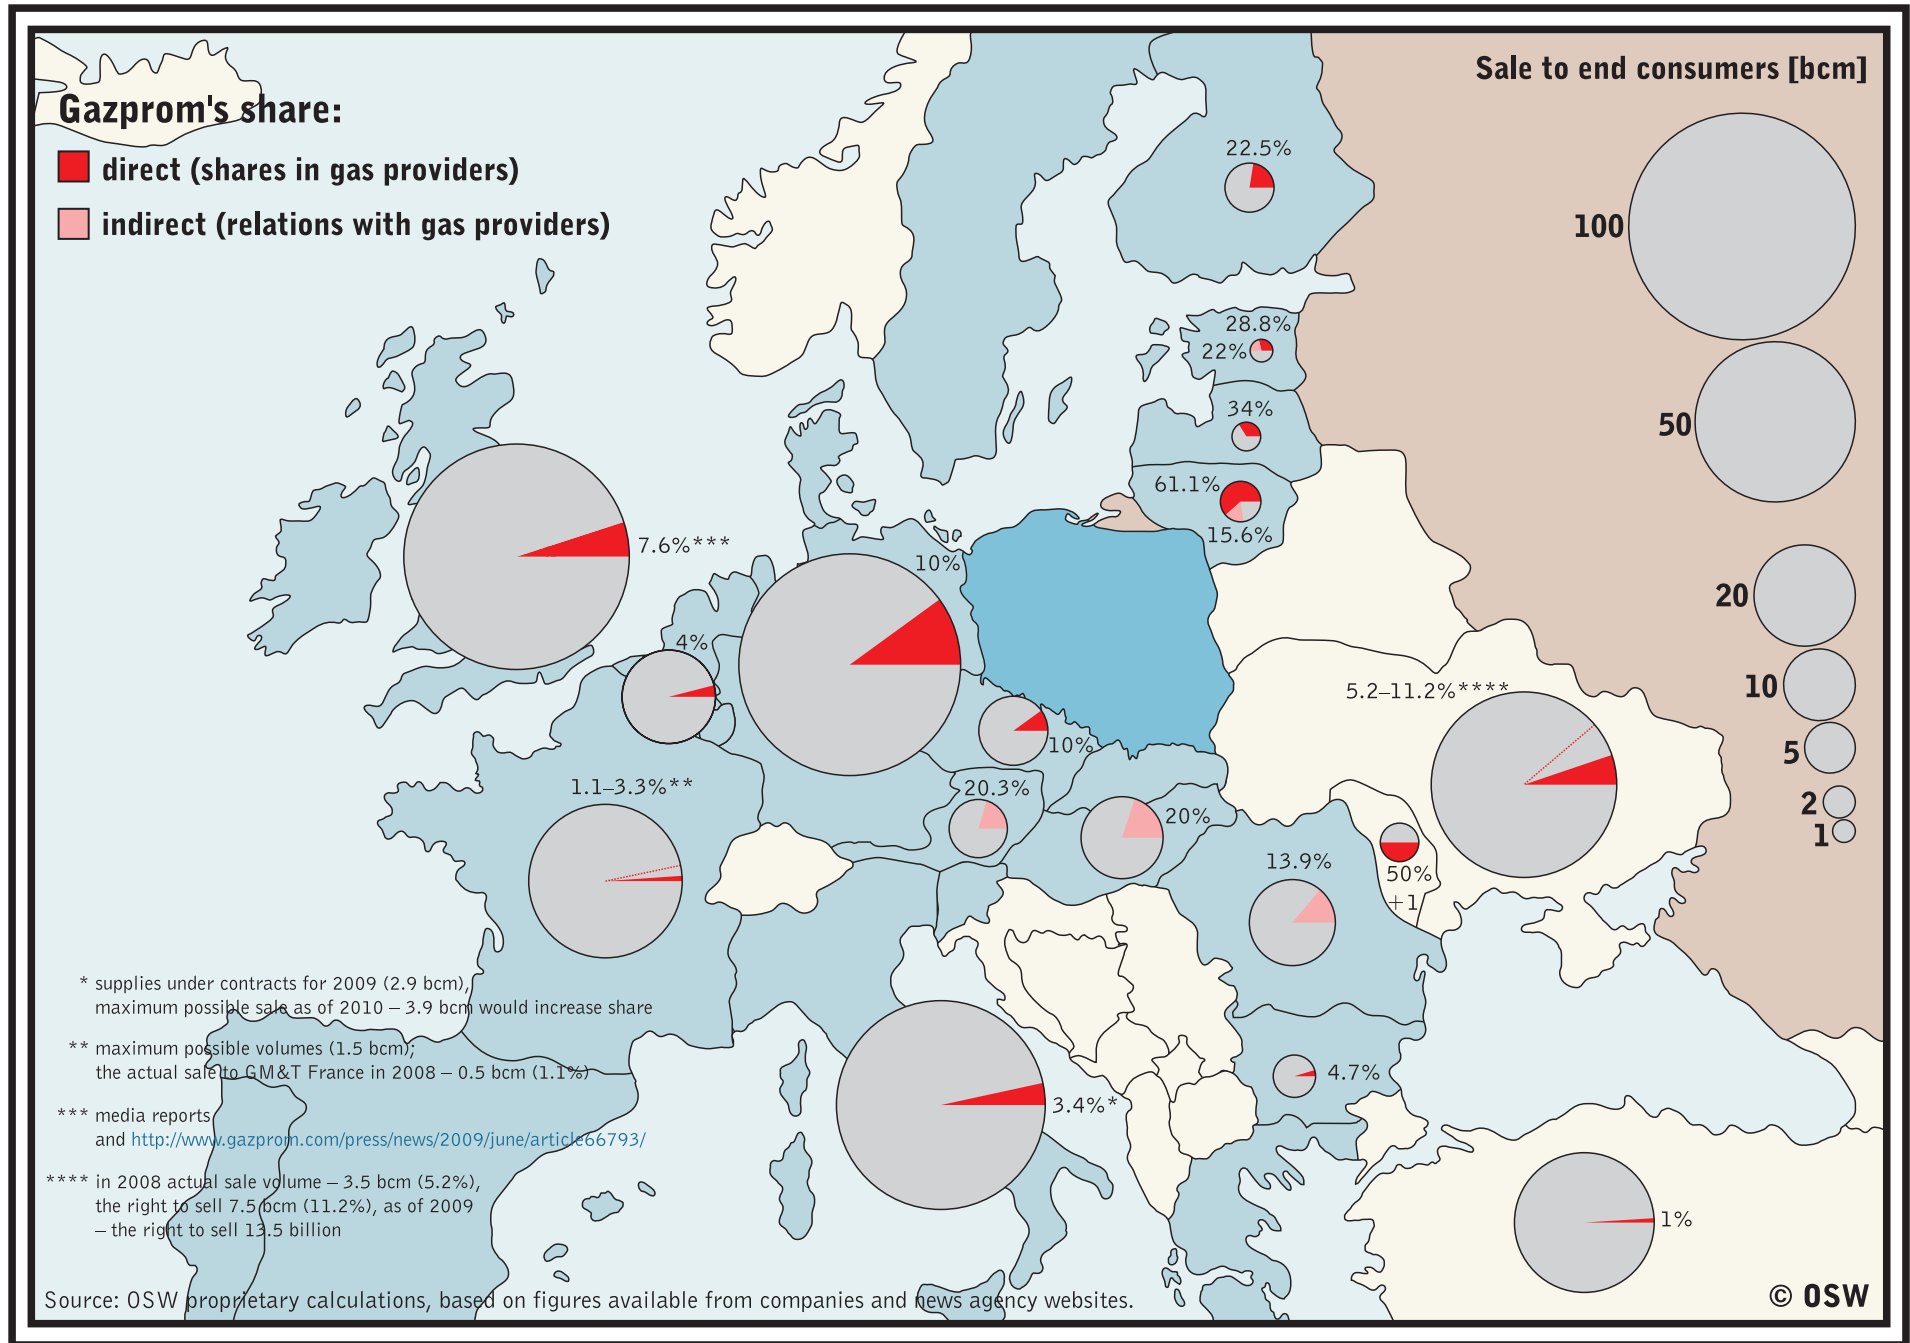 Gazprom's share:
direct (shares in gas providers)
indirect (relations with gas providers)
Sale to end consumers [bcm]
100
50
20
10
5
2
1
22.5%
28.8%
22%
34%
61.1%
15.6%
7.6%***
10%
4%
5.2–11.2%****
10%
1.1–3.3%**
20.3%
20%
13.9%
50%
+1
4.7%
3.4%*
1%
* supplies under contracts for 2009 (2.9 bcm),
maximum possible sale as of 2010 – 3.9 bcm would increase share
** maximum possible volumes (1.5 bcm);
the actual sale to GM&T France in 2008 – 0.5 bcm (1.1%)
*** media reports
and http://www.gazprom.com/press/news/2009/june/article66793/
**** in 2008 actual sale volume – 3.5 bcm (5.2%),
the right to sell 7.5 bcm (11.2%), as of 2009
– the right to sell 13.5 billion
Source: OSW proprietary calculations, based on figures available from companies and news agency websites.
© OSW